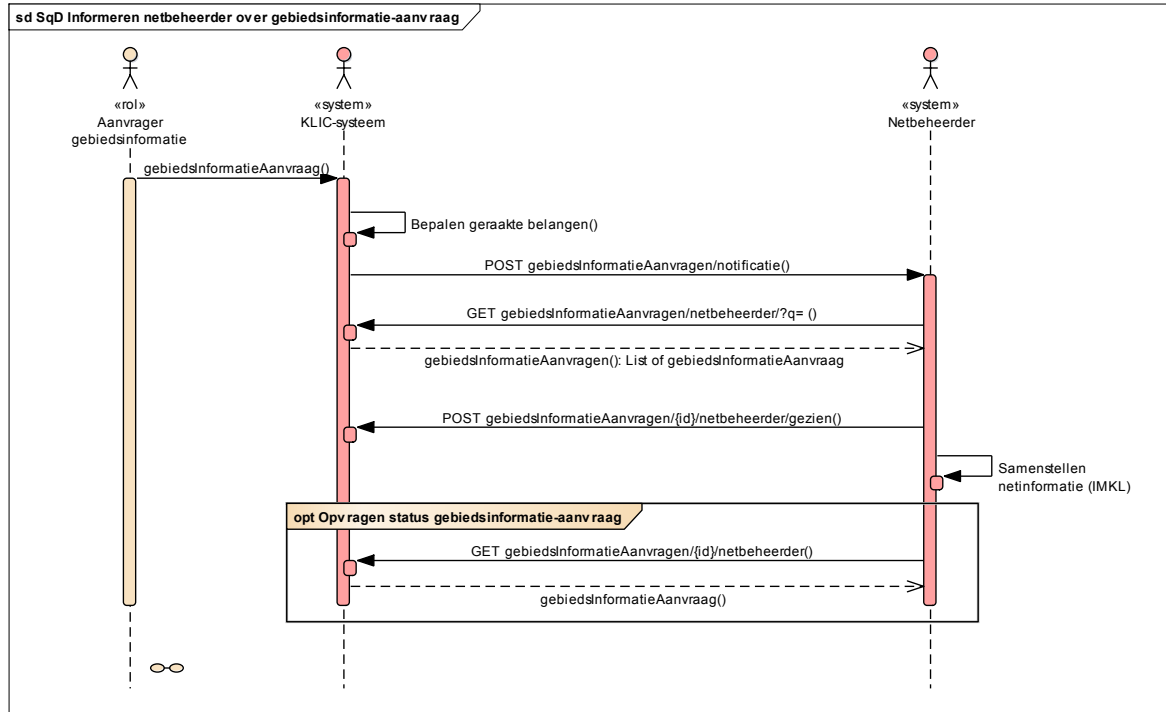 sd SqD Informeren netbeheerder over gebiedsinformatie-aanvraag
«rol»
Aanvrager
gebiedsinformatie
«system»
KLIC-systeem
«system»
Netbeheerder
gebiedsInformatieAanvraag()
Bepalen geraakte belangen()
POST gebiedsInformatieAanvragen/notificatie()
GET gebiedsInformatieAanvragen/netbeheerder/?q= ()
gebiedsInformatieAanvragen(): List of gebiedsInformatieAanvraag
POST gebiedsInformatieAanvragen/{id}/netbeheerder/gezien()
Samenstellen
netinformatie (IMKL)
opt Opvragen status gebiedsinformatie-aanvraag
GET gebiedsInformatieAanvragen/{id}/netbeheerder()
gebiedsInformatieAanvraag()